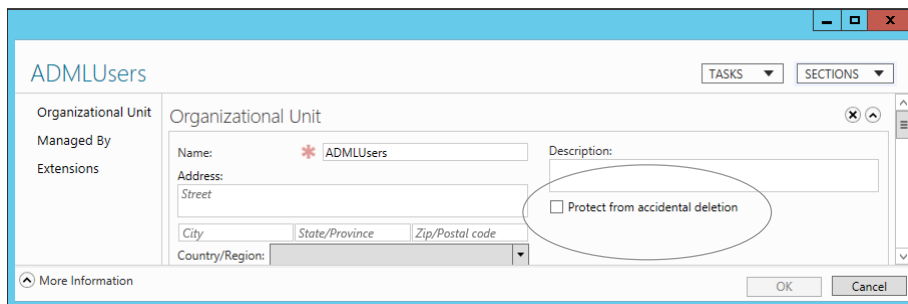 ADMLUsers
TASKS
SECTIONS
Organizational Unit
Managed By
Extensions
Organizational Unit
Name:
ADMLUsers
Address:
Street
City
State/Province
Zip/Postal code
Country/Region:
Description:
Protect from accidental deletion
More Information
OK
Cancel